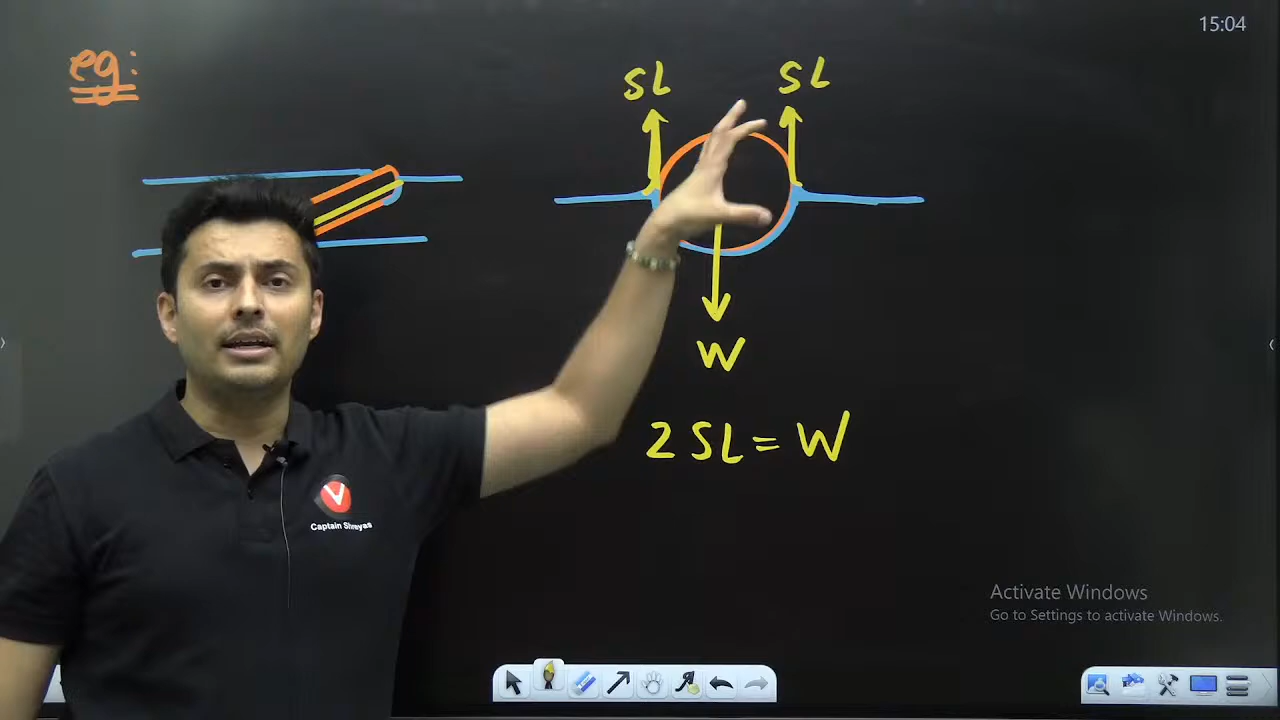 15:04
eg:
SL SL
W
2SL = W
V
Captain Shreyas
Activate Windows
Go to Settings to activate Windows.